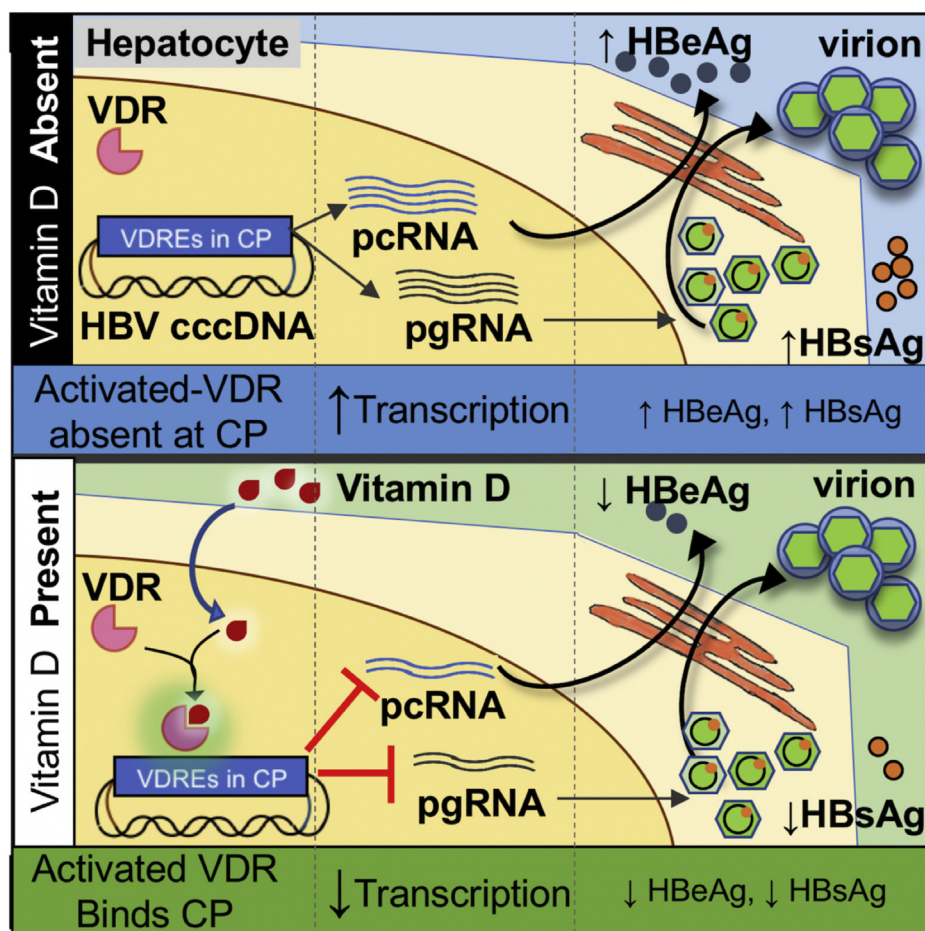 Vitamin D Absent
Hepatocyte
↑ HBeAg
virion
VDR
VDREs in CP
pcRNA
HBV cccDNA
pgRNA
↑HBsAg
Activated-VDR
absent at CP
↑Transcription
↑ HBeAg, ↑ HBsAg
Vitamin D Present
Vitamin D
↓ HBeAg
virion
VDR
pcRNA
VDREs in CP
pgRNA
↓HBsAg
Activated VDR
Binds CP
↓Transcription
↓ HBeAg, ↓ HBsAg